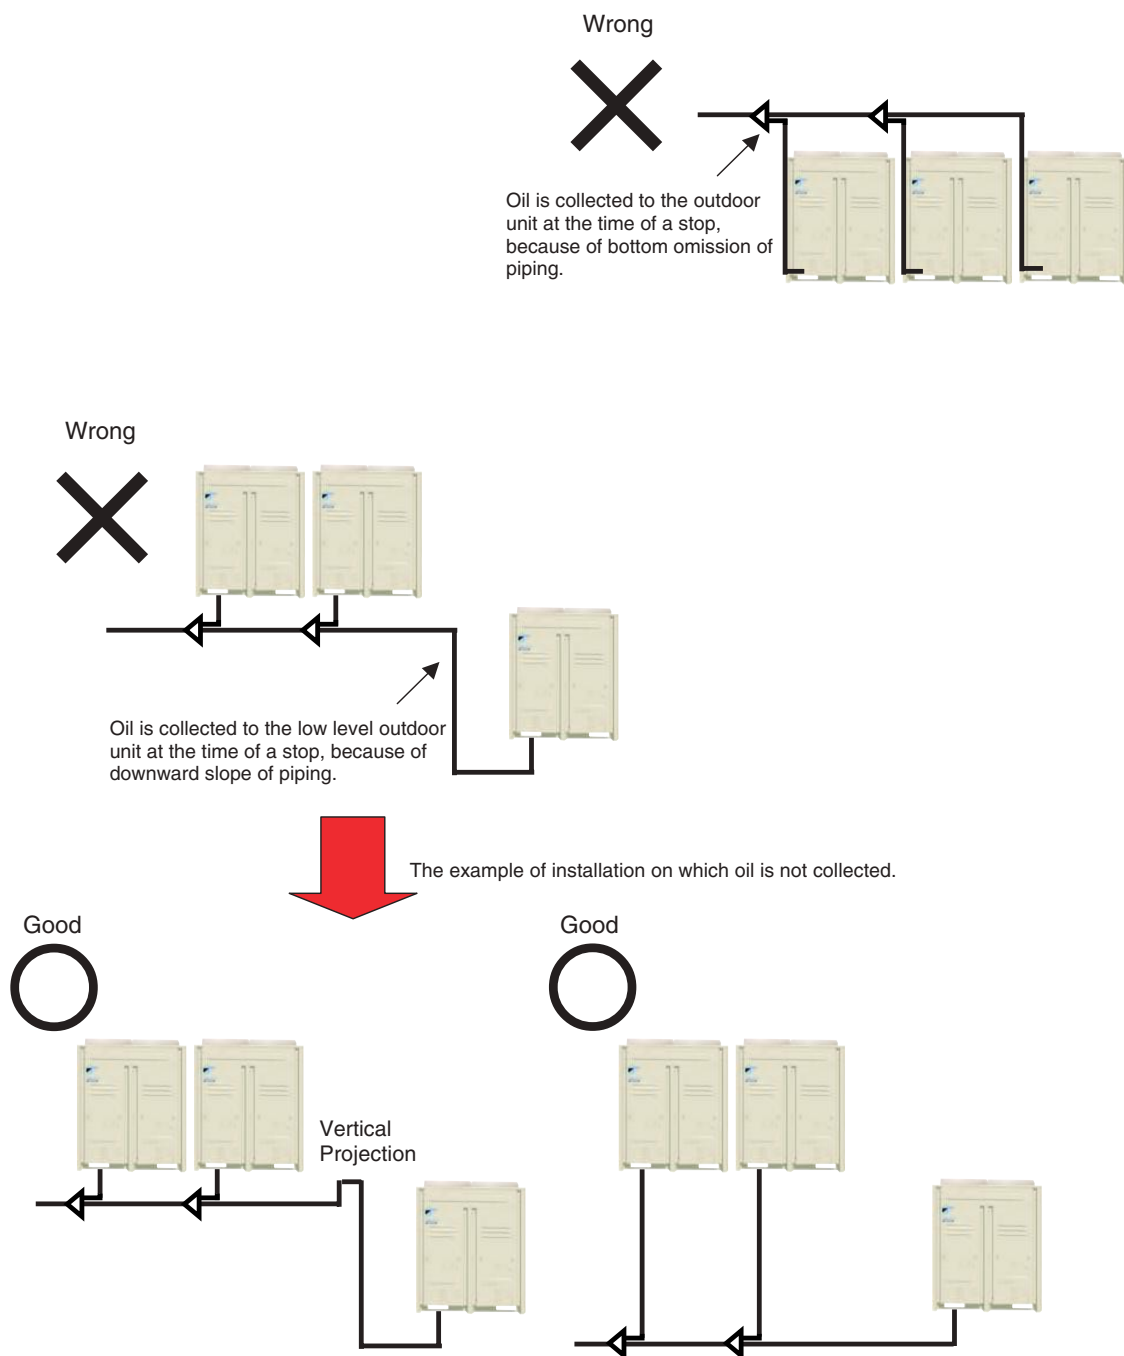 Wrong
Oil is collected to the outdoor
unit at the time of a stop,
because of bottom omission of
piping.
Wrong
Oil is collected to the low level outdoor
unit at the time of a stop, because of
downward slope of piping.
The example of installation on which oil is not collected.
Good
Good
Vertical
Projection